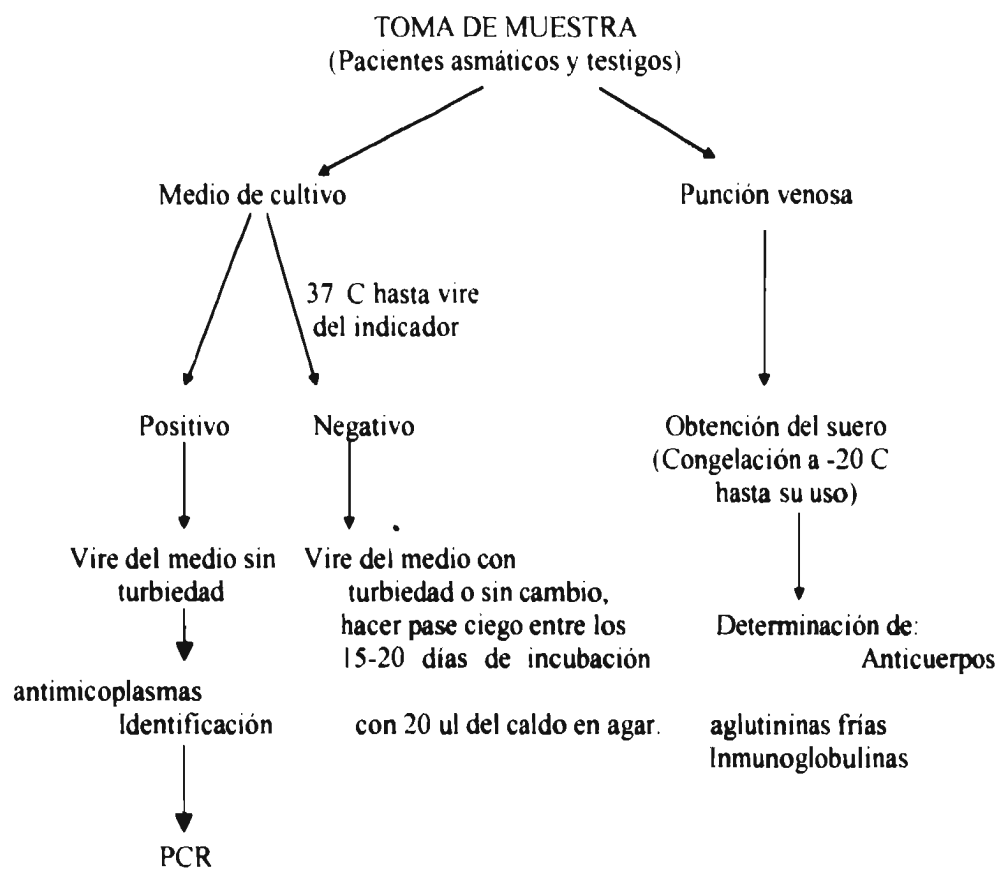 TOMA DE MUESTRA
(Pacientes asmáticos y testigos)
Medio de cultivo
Punción venosa
37 C hasta vire
del indicador
Positivo
Negativo
Obtención del suero
(Congelación a -20 C
hasta su uso)
Vire del medio sin
turbiedad
Vire del medio con
turbiedad o sin cambio,
hacer pase ciego entre los
15-20 días de incubación
Determinación de:
Anticuerpos
antimicoplasmas
Identificación
con 20 ul del caldo en agar.
aglutininas frías
Inmunoglobulinas
PCR